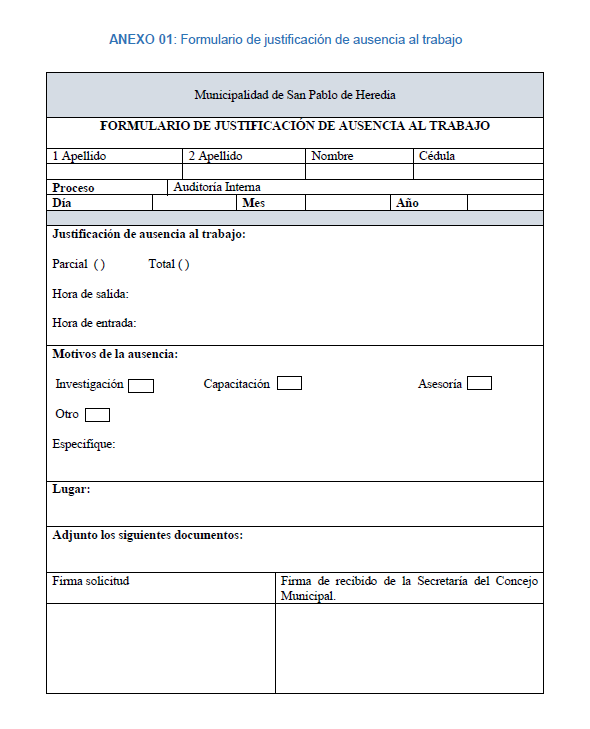 ANEXO 01: Formulario de justificación de ausencia al trabajo
Municipalidad de San Pablo de Heredia
FORMULARIO DE JUSTIFICACIÓN DE AUSENCIA AL TRABAJO
1 Apellido 2 Apellido Nombre Cédula
Proceso Auditoría Interna
Día Mes Año
Justificación de ausencia al trabajo:
Parcial ( ) Total ( )
Hora de salida:
Hora de entrada:
Motivos de la ausencia:
Investigación Capacitación Asesoría
Otro
Especifique:
Lugar:
Adjunto los siguientes documentos:
Firma solicitud
Firma de recibido de la Secretaría del Concejo
Municipal.